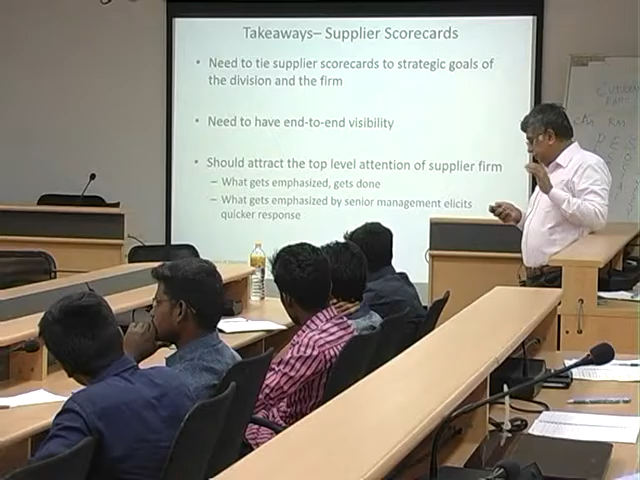 Takeaways– Supplier Scorecards
• Need to tie supplier scorecards to strategic goals of
the division and the firm
• Need to have end-to-end visibility
• Should attract the top level attention of supplier firm
– What gets emphasized, gets done
– What gets emphasized by senior management elicits
quicker response